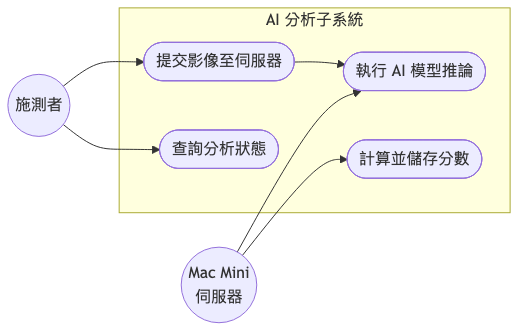 AI 分析子系統
提交影像至伺服器
執行 AI 模型推論
施測者
查詢分析狀態
計算並儲存分數
Mac Mini
伺服器